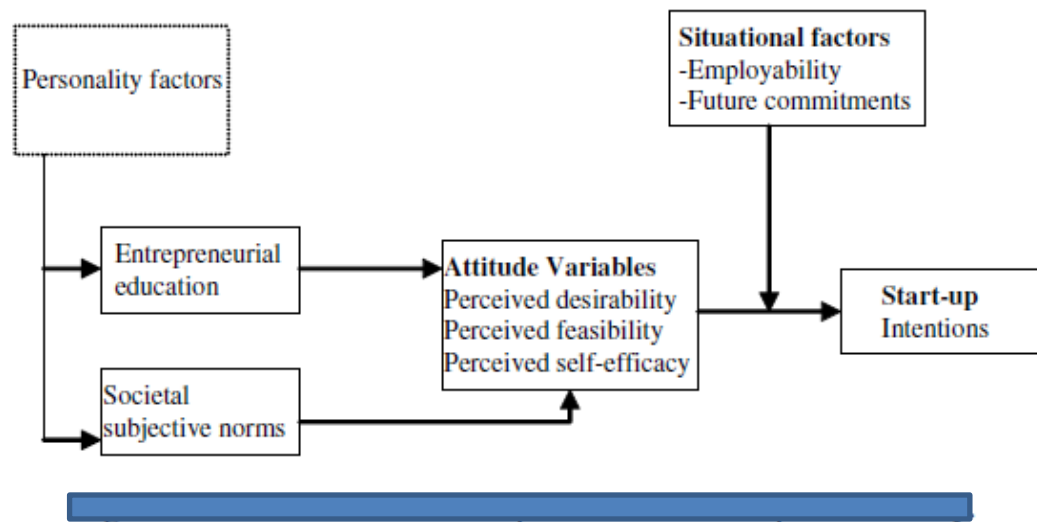 Personality factors
Situational factors
-Employability
-Future commitments
Entrepreneurial
education
Attitude Variables
Perceived desirability
Perceived feasibility
Perceived self-efficacy
Start-up
Intentions
Societal
subjective norms